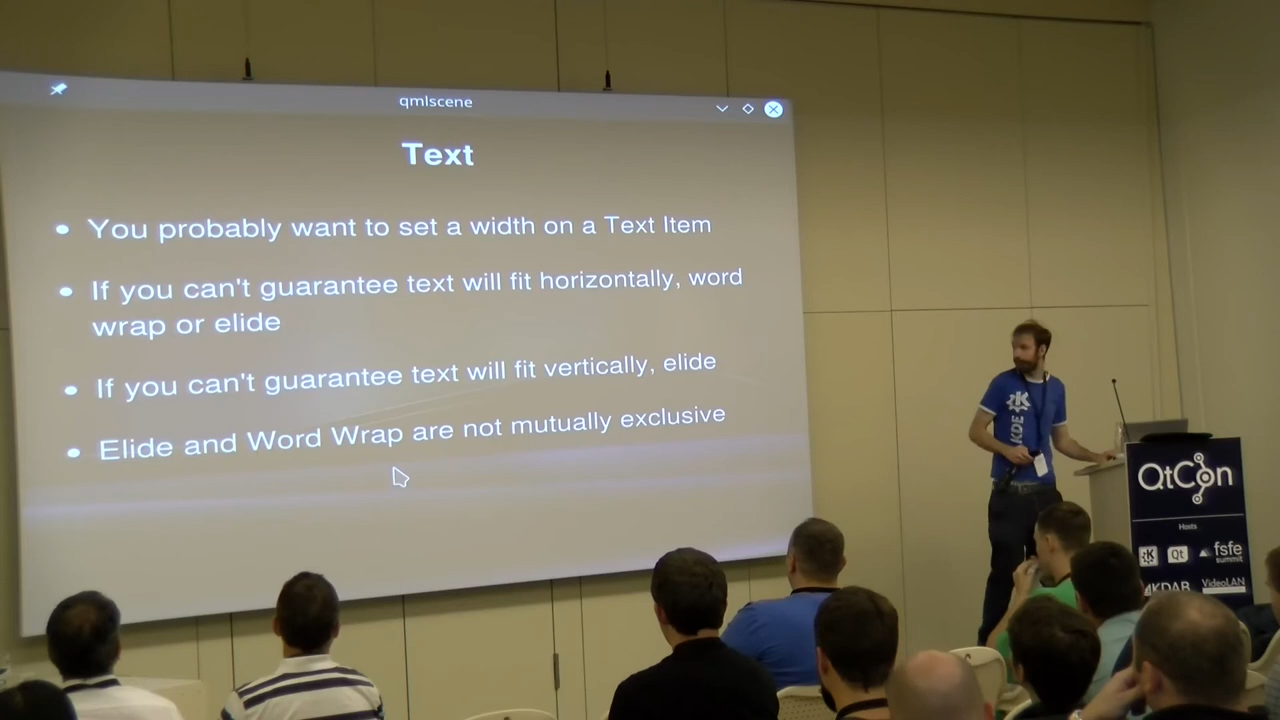 qmlscene
Text
• You probably want to set a width on a Text Item
• If you can't guarantee text will fit horizontally, word
wrap or elide
• If you can't guarantee text will fit vertically, elide
• Elide and Word Wrap are not mutually exclusive
KDE
QtCon
Hosts
Qt
fsfe
summit
KDAB
VideoLAN